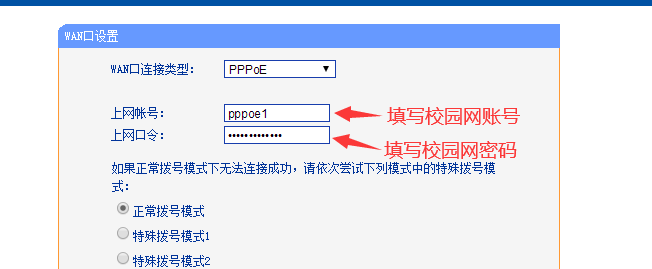 WAN口设置
WAN口连接类型： PPPoE
上网帐号： pppoe1 填写校园网账号
上网口令： ••••••••••••• 填写校园网密码
如果正常拨号模式下无法连接成功，请依次尝试下列模式中的特殊拨号模
式：
正常拨号模式
特殊拨号模式1
特殊拨号模式2